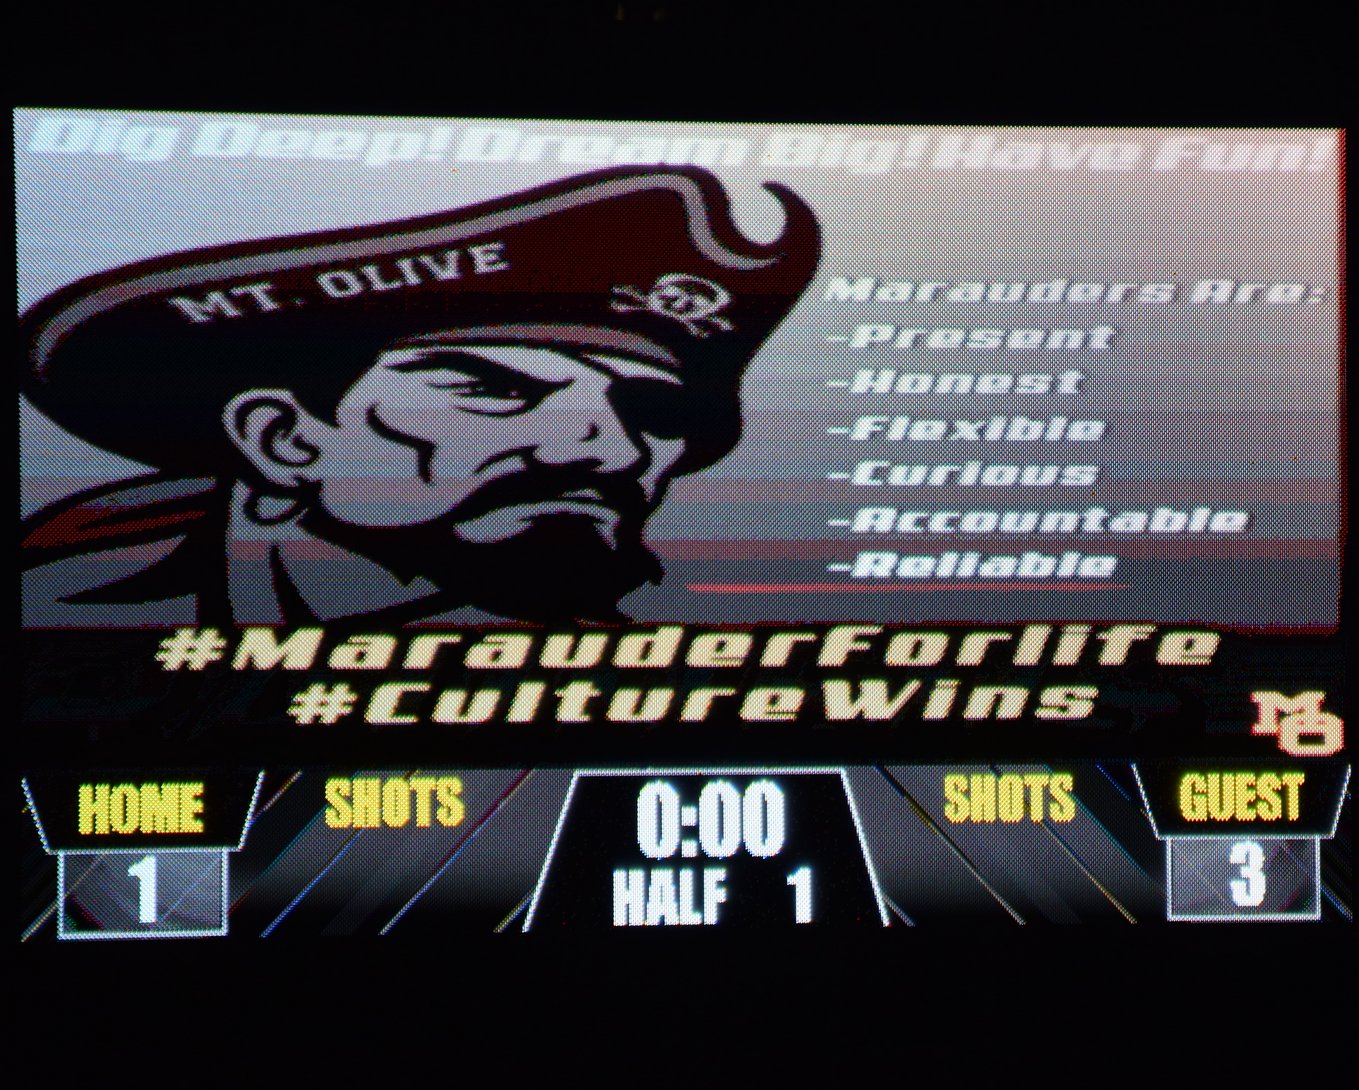 Dig Deep! Dream Big! Have Fun!
MT. OLIVE
Marauders Are:
-Present
-Honest
-Flexible
-Curious
-Accountable
-Reliable
#MarauderForlife
#CultureWins
MO
HOME SHOTS 0:00 SHOTS GUEST
1 HALF 1 3